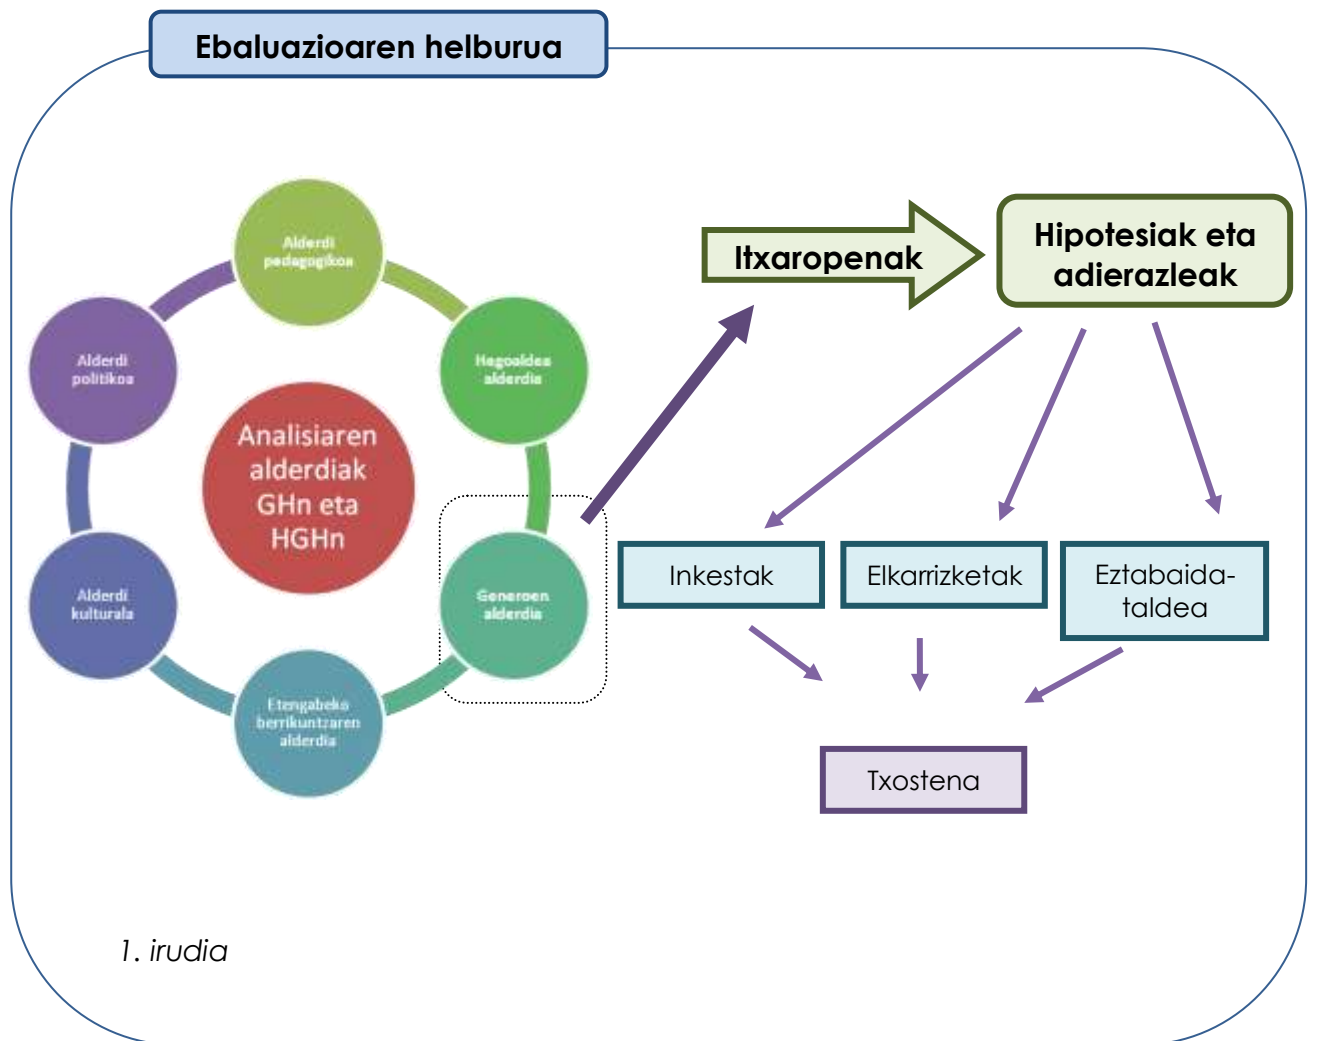 Ebaluazioaren helburua
Alderdi
pedagogikoa
Hegoaldea
alderdia
Generoen
alderdia
Etengabeko
berrikuntzaren
alderdia
Alderdi
kulturala
Alderdi
politikoa
Analisiaren
alderdiak
GHn eta
HGHn
Itxaropenak
Hipotesiak eta
adierazleak
Inkestak
Elkarrizketak
Eztabaida-
taldea
Txostena
1. irudia